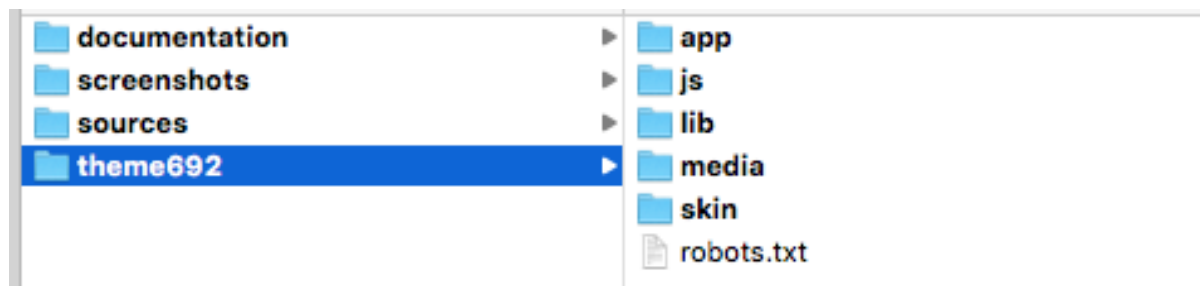 documentation
screenshots
sources
theme692
app
js
lib
media
skin
robots.txt